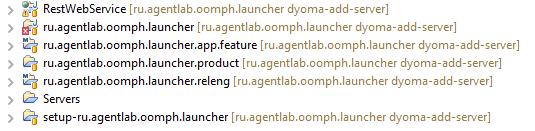 RestWebService [ru.agentlab.oomph.launcher dyoma-add-server]
ru.agentlab.oomph.launcher [ru.agentlab.oomph.launcher dyoma-add-server]
ru.agentlab.oomph.launcher.app.feature [ru.agentlab.oomph.launcher dyoma-add-server]
ru.agentlab.oomph.launcher.product [ru.agentlab.oomph.launcher dyoma-add-server]
ru.agentlab.oomph.launcher.releng [ru.agentlab.oomph.launcher dyoma-add-server]
Servers
setup-ru.agentlab.oomph.launcher [ru.agentlab.oomph.launcher dyoma-add-server]